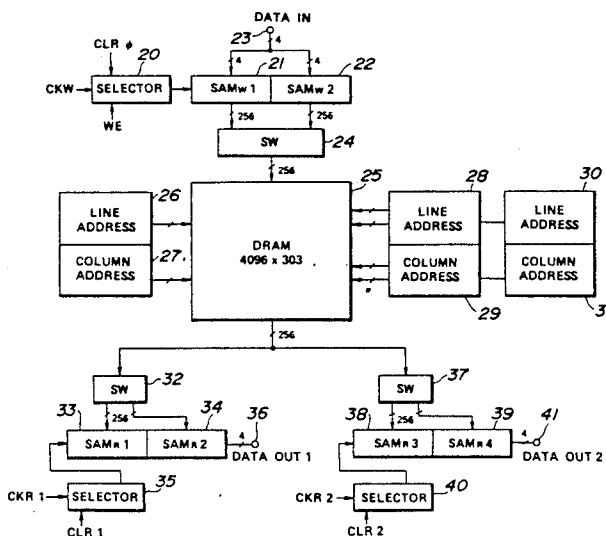 DATA IN
23
CLR φ
20
4
4
21
22
CKW
SELECTOR
SAMW 1
SAMW 2
WE
256
256
SW
24
256
25
26
28
30
LINE ADDRESS
LINE ADDRESS
LINE ADDRESS
DRAM
4096 x 303
27
COLUMN ADDRESS
COLUMN ADDRESS
COLUMN ADDRESS
29
3
256
32
SW
37
SW
33
256
34
36
38
256
39
41
SAMR 1
SAMR 2
4
DATA OUT 1
SAMR 3
SAMR 4
4
DATA OUT 2
CKR 1
SELECTOR
35
CKR 2
SELECTOR
40
CLR 1
CLR 2